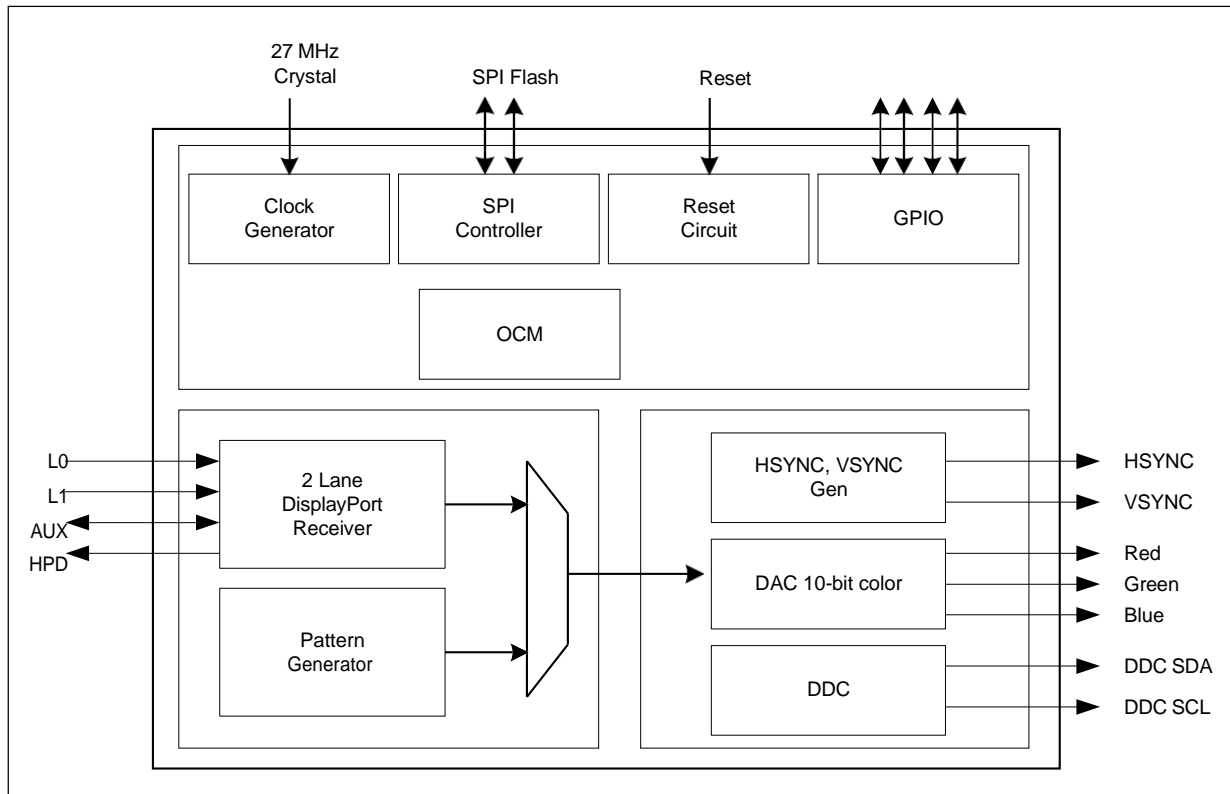 27 MHz
Crystal
SPI Flash
Reset
Clock
Generator
SPI
Controller
Reset
Circuit
GPIO
OCM
L0
L1
AUX
HPD
2 Lane
DisplayPort
Receiver
Pattern
Generator
HSYNC, VSYNC
Gen
DAC 10-bit color
DDC
HSYNC
VSYNC
Red
Green
Blue
DDC SDA
DDC SCL